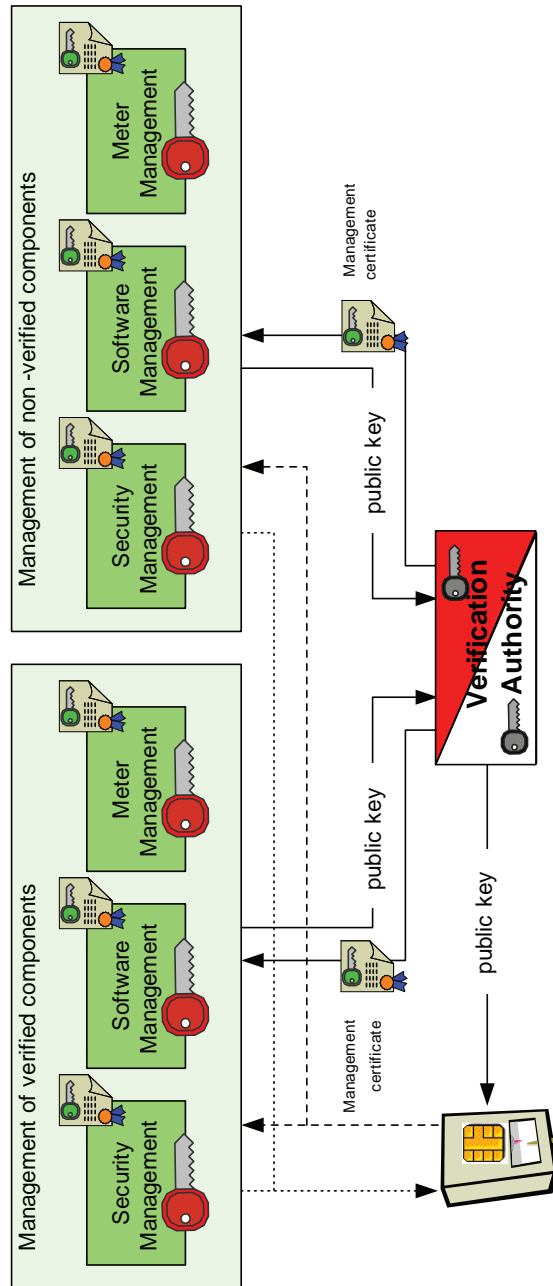 Management of verified components
Security
Management
Software
Management
Meter
Management
Management of non -verified components
Security
Management
Software
Management
Meter
Management
Management
certificate
public key
public key
Management
certificate
public key
Verification
Authority